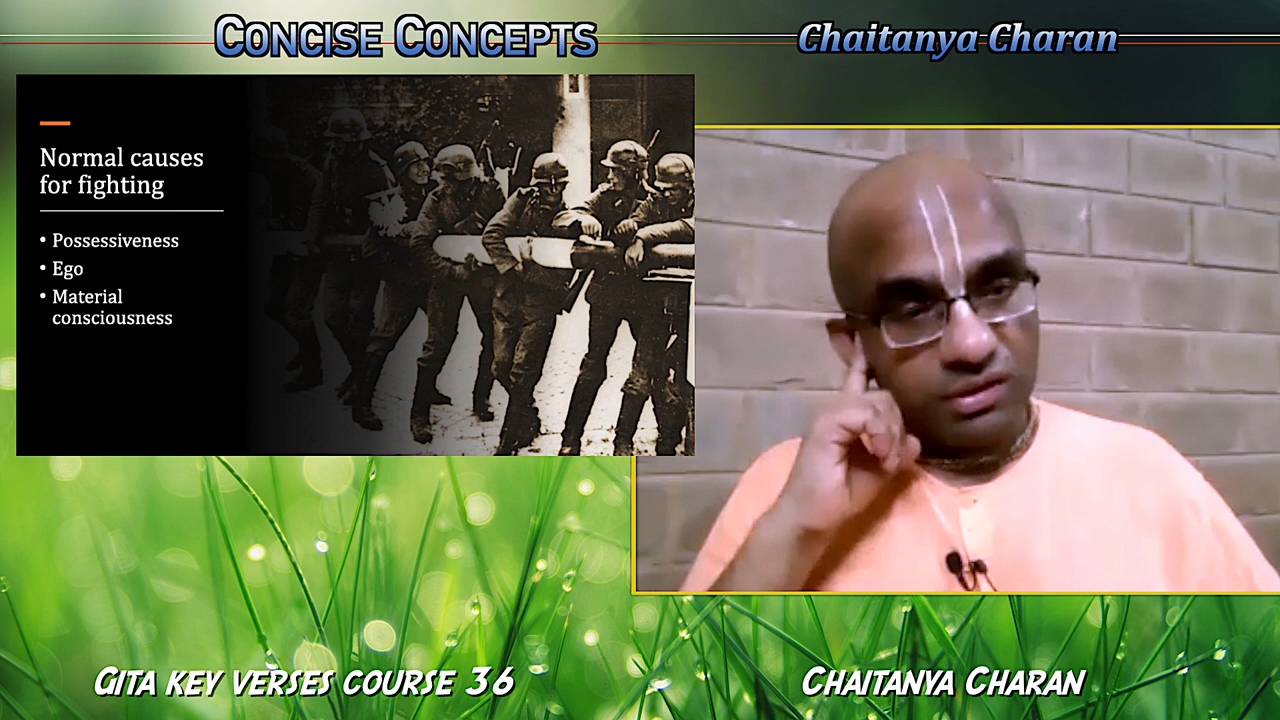 Concise Concepts
Chaitanya Charan
Normal causes
for fighting
• Possessiveness
• Ego
• Material
consciousness
Gita key verses course 36
Chaitanya Charan